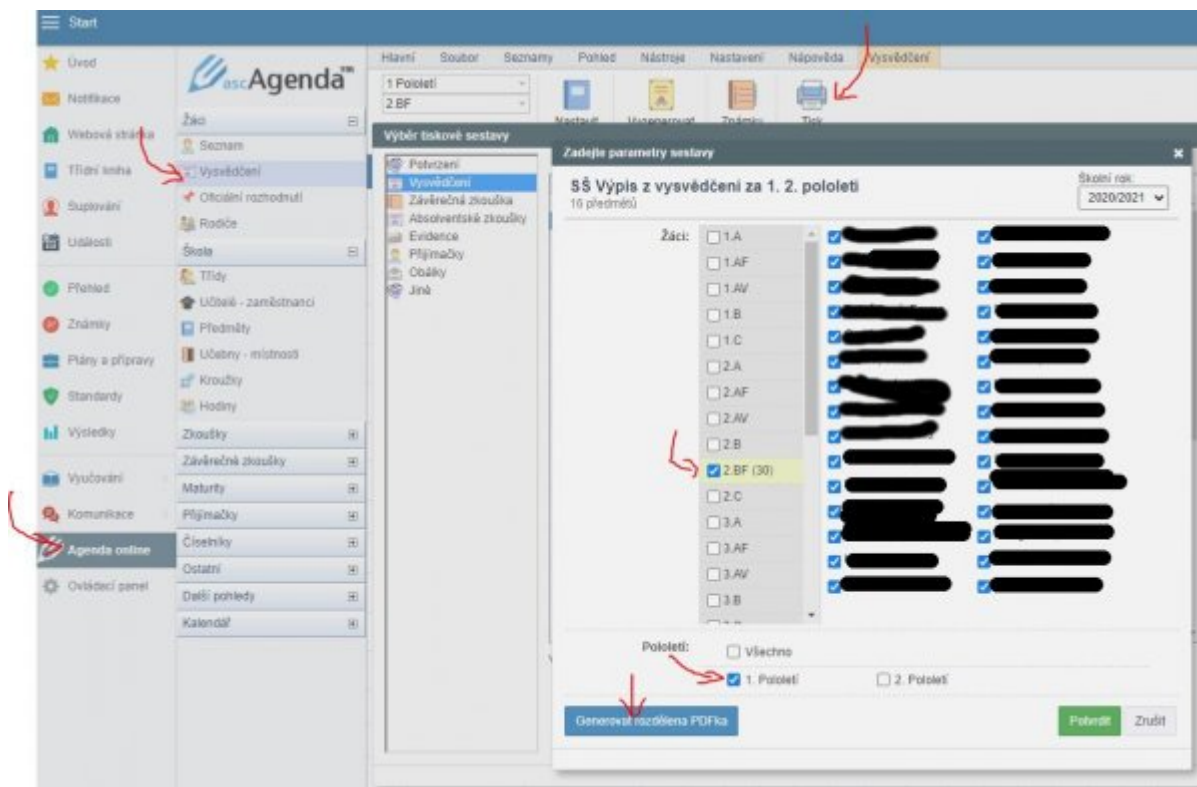 Start
Úvod
Notifikace
Webová stránka
Třídní kniha
Suplování
Události
Přehled
Známky
Plány a přípravy
Standardy
Výsledky
Vyučování
Komunikace
Agenda online
Ovládací panel
ascAgenda™
Žáci
Seznam
Vysvědčení
Oficiální rozhodnutí
Rodiče
Škola
Třídy
Učitelé - zaměstnanci
Předměty
Učebny - místnosti
Kroužky
Hodiny
Zkoušky
Závěrečné zkoušky
Maturity
Přijímačky
Číselníky
Ostatní
Další pohledy
Kalendář
Hlavní Soubor Seznamy Pohled Nástroje Nastavení Nápověda Vysvědčení
1 Pololetí
2.BF
Nastavit Vygenerovat Známky Tisk
Výběr tiskové sestavy
Potvrzení
Vysvědčení
Závěrečná zkouška
Absolventské zkoušky
Evidence
Přijímačky
Obálky
Jiné
Zadejte parametry sestavy
SŠ Výpis z vysvědčení za 1. 2. pololetí
16 předmětů
Školní rok:
2020/2021
Žáci:
1.A
1.AF
1.AV
1.B
1.C
2.A
2.AF
2.AV
2.B
2.BF (30)
2.C
3.A
3.AF
3.AV
3.B
Pololetí:
Všechno
1. Pololetí 2. Pololetí
Generovat rozdělena PDFka
Potvrdit Zrušit